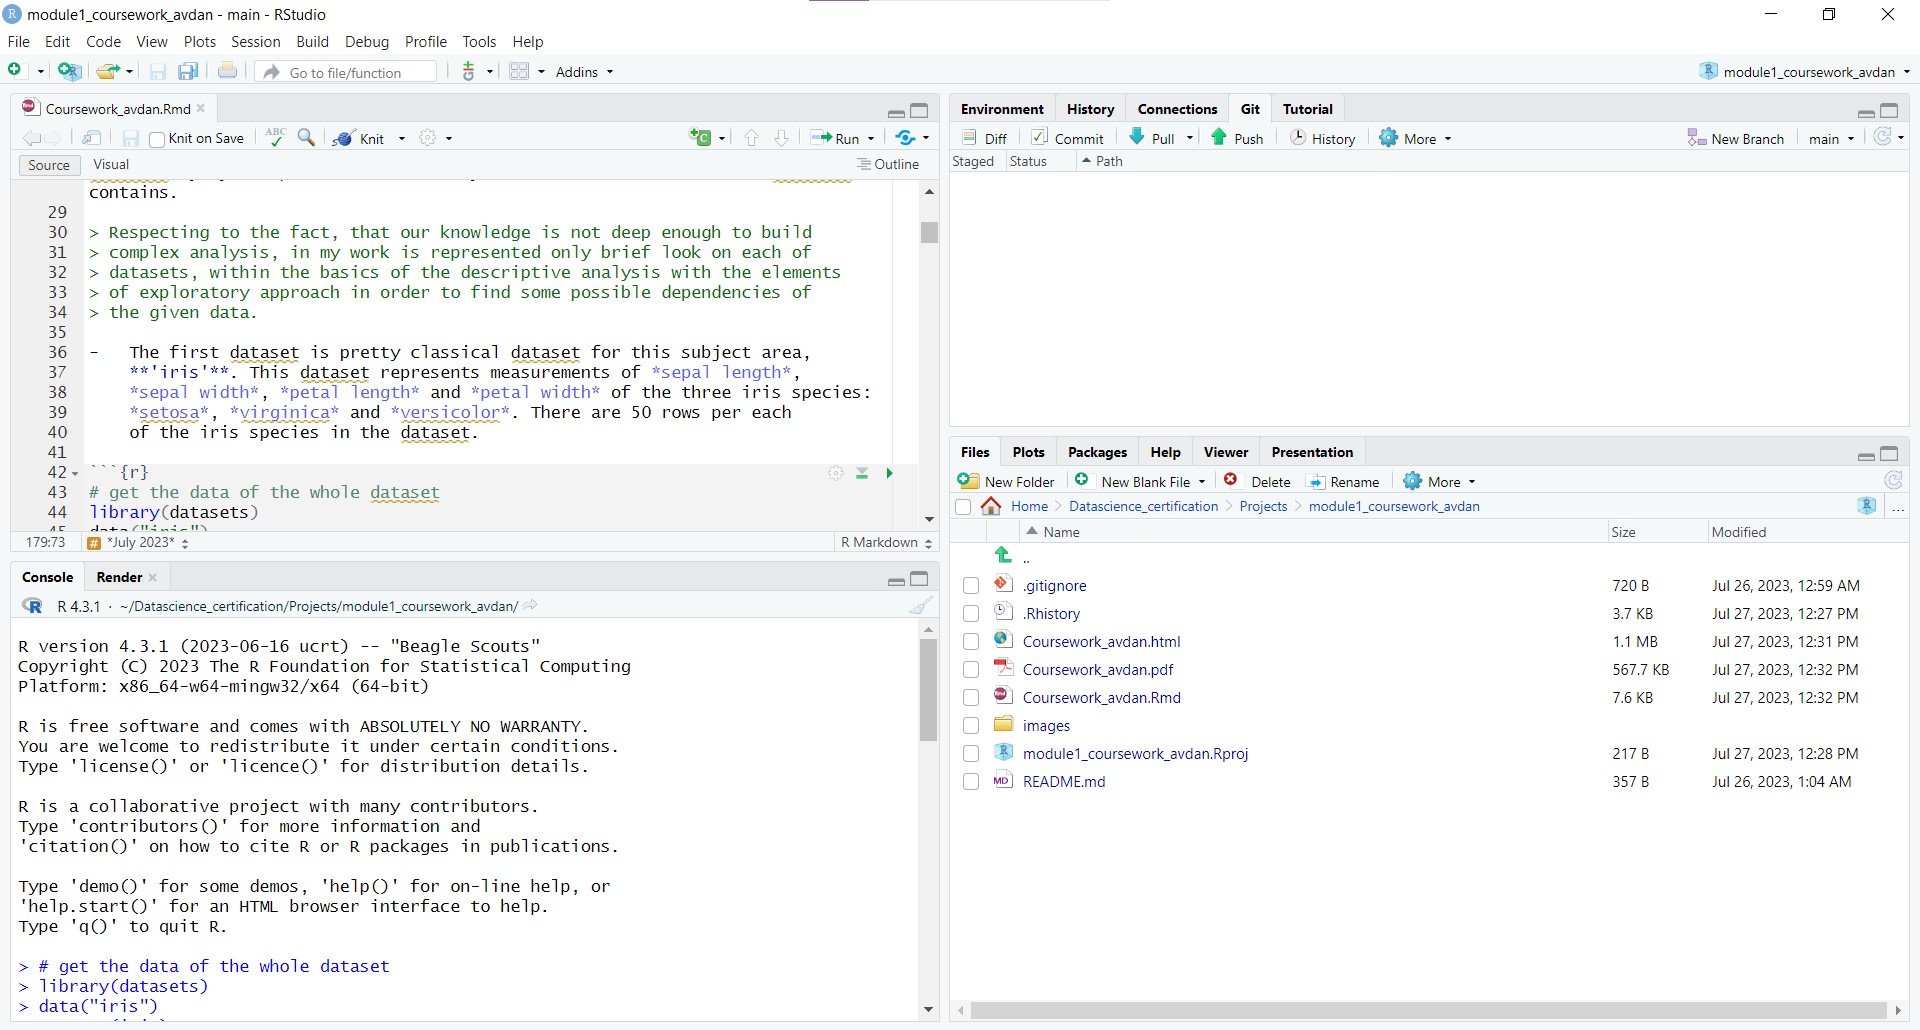 module1_coursework_avdan - main - RStudio
File Edit Code View Plots Session Build Debug Profile Tools Help
Go to file/function Addins module1_coursework_avdan
Coursework_avdan.Rmd
Knit on Save ABC Knit Run
Source Visual Outline
contains.
29
30 > Respecting to the fact, that our knowledge is not deep enough to build
31 > complex analysis, in my work is represented only brief look on each of
32 > datasets, within the basics of the descriptive analysis with the elements
33 > of exploratory approach in order to find some possible dependencies of
34 > the given data.
35
36 - The first dataset is pretty classical dataset for this subject area,
37 **'iris'**. This dataset represents measurements of *sepal length*,
38 *sepal width*, *petal length* and *petal width* of the three iris species:
39 *setosa*, *virginica* and *versicolor*. There are 50 rows per each
40 of the iris species in the dataset.
41
42 ```{r}
43 # get the data of the whole dataset
44 library(datasets)
45 data("iris")
179:73 # *July 2023* R Markdown
Console Render
R 4.3.1 · ~/Datascience_certification/Projects/module1_coursework_avdan/
R version 4.3.1 (2023-06-16 ucrt) -- "Beagle Scouts"
Copyright (C) 2023 The R Foundation for Statistical Computing
Platform: x86_64-w64-mingw32/x64 (64-bit)
R is free software and comes with ABSOLUTELY NO WARRANTY.
You are welcome to redistribute it under certain conditions.
Type 'license()' or 'licence()' for distribution details.
R is a collaborative project with many contributors.
Type 'contributors()' for more information and
'citation()' on how to cite R or R packages in publications.
Type 'demo()' for some demos, 'help()' for on-line help, or
'help.start()' for an HTML browser interface to help.
Type 'q()' to quit R.
> # get the data of the whole dataset
> library(datasets)
> data("iris")
Environment History Connections Git Tutorial
Diff Commit Pull Push History More New Branch main
Staged Status Path
Files Plots Packages Help Viewer Presentation
New Folder New Blank File Delete Rename More
Home Datascience_certification Projects module1_coursework_avdan ...
Name Size Modified
..
.gitignore 720 B Jul 26, 2023, 12:59 AM
.Rhistory 3.7 KB Jul 27, 2023, 12:27 PM
Coursework_avdan.html 1.1 MB Jul 27, 2023, 12:31 PM
Coursework_avdan.pdf 567.7 KB Jul 27, 2023, 12:32 PM
Coursework_avdan.Rmd 7.6 KB Jul 27, 2023, 12:32 PM
images
module1_coursework_avdan.Rproj 217 B Jul 27, 2023, 12:28 PM
README.md 357 B Jul 26, 2023, 1:04 AM